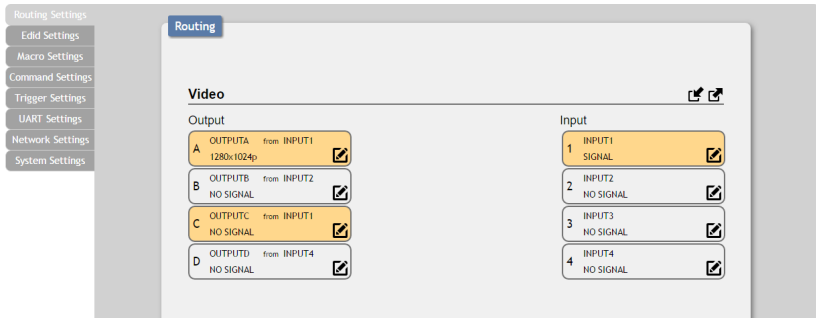 Routing Settings
Edid Settings
Macro Settings
Command Settings
Trigger Settings
UART Settings
Network Settings
System Settings
Routing
Video
Output
A OUTPUTA from INPUT1
1280x1024p
B OUTPUTB from INPUT2
NO SIGNAL
C OUTPUTC from INPUT1
NO SIGNAL
D OUTPUTD from INPUT4
NO SIGNAL
Input
1 INPUT1
SIGNAL
2 INPUT2
NO SIGNAL
3 INPUT3
NO SIGNAL
4 INPUT4
NO SIGNAL